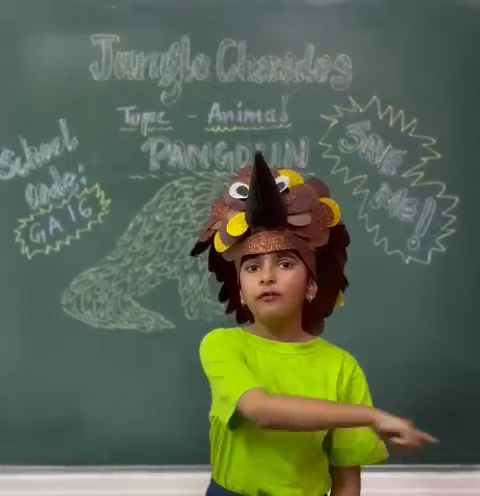 Jungle Charades
Type - Animal
PANGOLIN
SAVE
ME!
School
Code:
GA 16